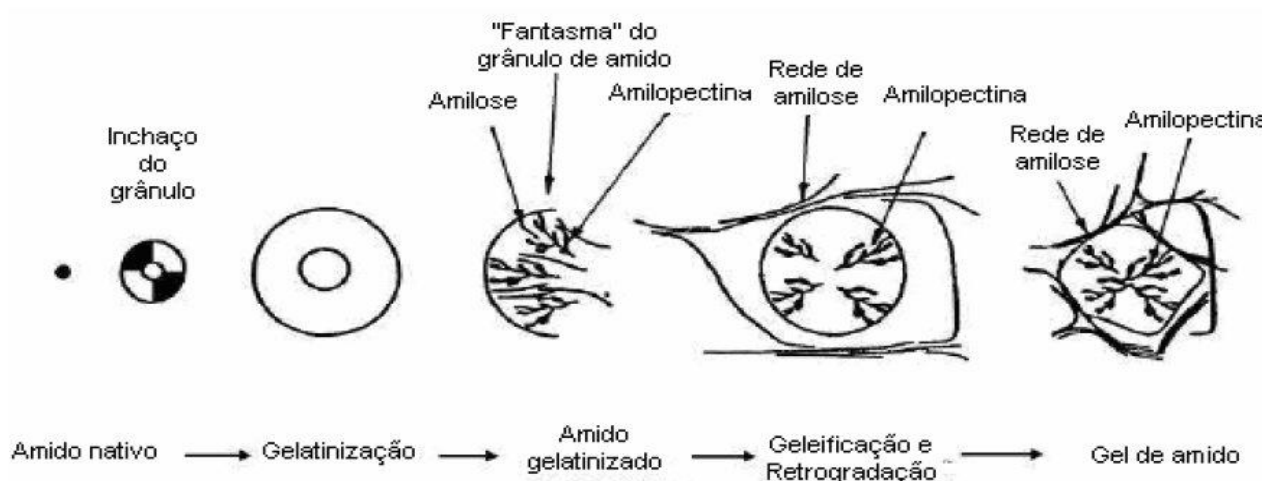 "Fantasma" do
grânulo de amido
Amilose
Amilopectina
Rede de
amilose
Amilopectina
Rede de
amilose
Amilopectina
Inchaço
do
grânulo
Amido nativo
Gelatinização
Amido
gelatinizado
Geleificação e
Retrogradação
Gel de amido